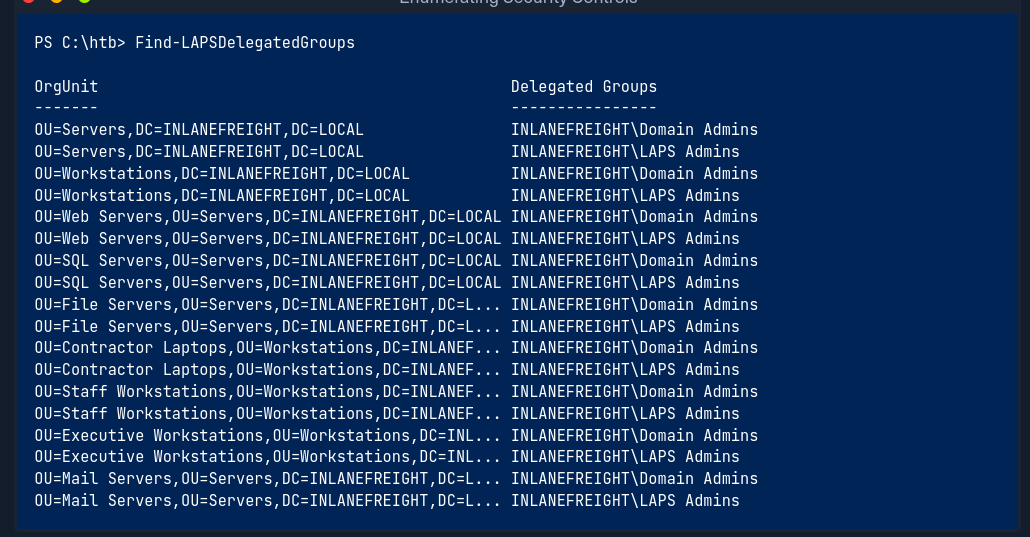 Enumerating Security Controls
PS C:\htb> Find-LAPSDelegatedGroups
OrgUnit                                             Delegated Groups
-------                                             ----------------
OU=Servers,DC=INLANEFREIGHT,DC=LOCAL                INLANEFREIGHT\Domain Admins
OU=Servers,DC=INLANEFREIGHT,DC=LOCAL                INLANEFREIGHT\LAPS Admins
OU=Workstations,DC=INLANEFREIGHT,DC=LOCAL           INLANEFREIGHT\Domain Admins
OU=Workstations,DC=INLANEFREIGHT,DC=LOCAL           INLANEFREIGHT\LAPS Admins
OU=Web Servers,OU=Servers,DC=INLANEFREIGHT,DC=LOCAL INLANEFREIGHT\Domain Admins
OU=Web Servers,OU=Servers,DC=INLANEFREIGHT,DC=LOCAL INLANEFREIGHT\LAPS Admins
OU=SQL Servers,OU=Servers,DC=INLANEFREIGHT,DC=LOCAL INLANEFREIGHT\Domain Admins
OU=SQL Servers,OU=Servers,DC=INLANEFREIGHT,DC=LOCAL INLANEFREIGHT\LAPS Admins
OU=File Servers,OU=Servers,DC=INLANEFREIGHT,DC=L... INLANEFREIGHT\Domain Admins
OU=File Servers,OU=Servers,DC=INLANEFREIGHT,DC=L... INLANEFREIGHT\LAPS Admins
OU=Contractor Laptops,OU=Workstations,DC=INLANEF... INLANEFREIGHT\Domain Admins
OU=Contractor Laptops,OU=Workstations,DC=INLANEF... INLANEFREIGHT\LAPS Admins
OU=Staff Workstations,OU=Workstations,DC=INLANEF... INLANEFREIGHT\Domain Admins
OU=Staff Workstations,OU=Workstations,DC=INLANEF... INLANEFREIGHT\LAPS Admins
OU=Executive Workstations,OU=Workstations,DC=INL... INLANEFREIGHT\Domain Admins
OU=Executive Workstations,OU=Workstations,DC=INL... INLANEFREIGHT\LAPS Admins
OU=Mail Servers,OU=Servers,DC=INLANEFREIGHT,DC=L... INLANEFREIGHT\Domain Admins
OU=Mail Servers,OU=Servers,DC=INLANEFREIGHT,DC=L... INLANEFREIGHT\LAPS Admins